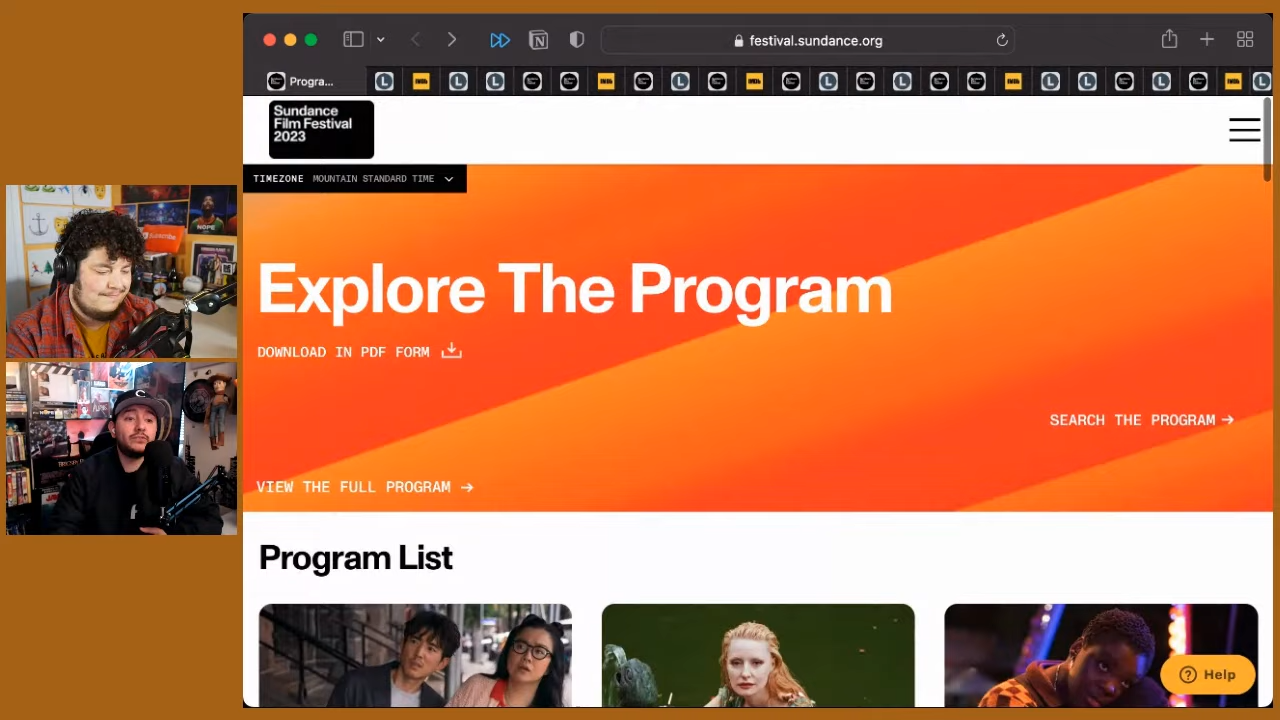 festival.sundance.org
Progra...
Sundance
Film Festival
2023
TIMEZONE MOUNTAIN STANDARD TIME
Explore The Program
DOWNLOAD IN PDF FORM
SEARCH THE PROGRAM →
VIEW THE FULL PROGRAM →
Program List
Help
NOPE